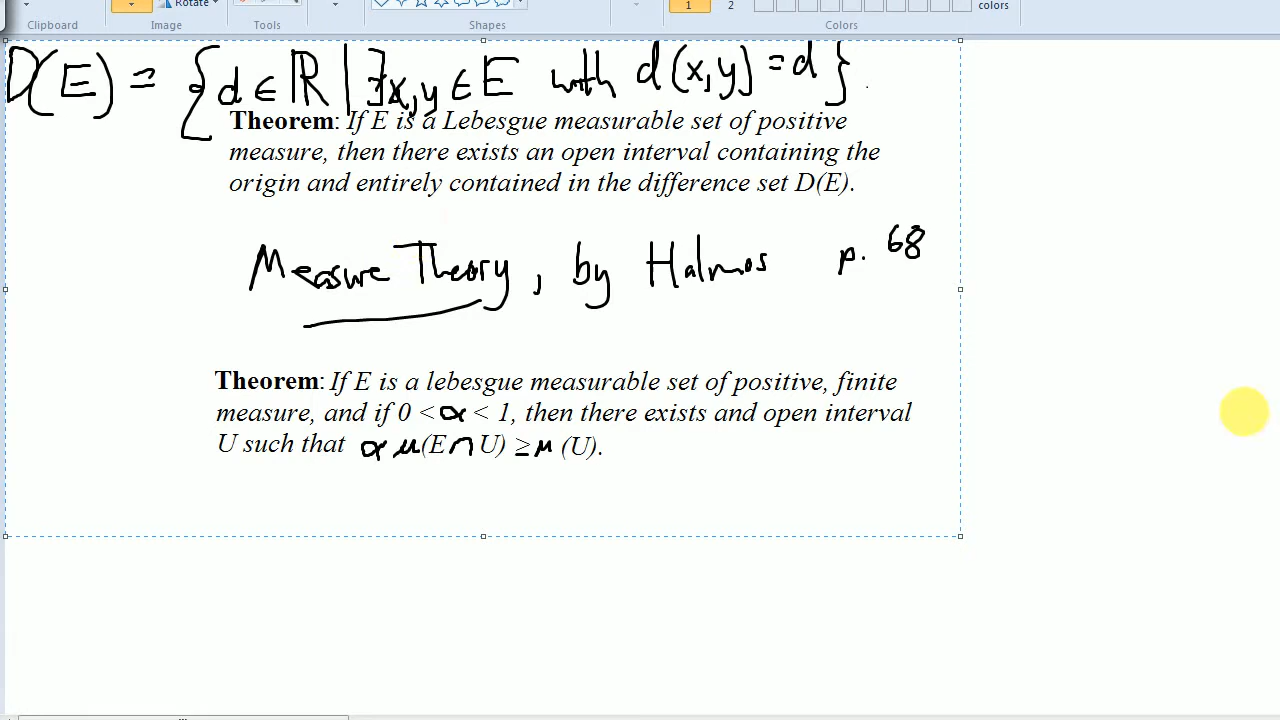 Rotate
1
2
colors
Clipboard
Image
Tools
Shapes
Colors
D(E) = {d ∈ ℝ | ∃x,y ∈ E with d(x,y) = d}
Theorem: If E is a Lebesgue measurable set of positive
measure, then there exists an open interval containing the
origin and entirely contained in the difference set D(E).
Measure Theory, by Halmos p. 68
Theorem: If E is a lebesgue measurable set of positive, finite
measure, and if 0 < α < 1, then there exists and open interval
U such that α μ(E ∩ U) ≥ μ (U).